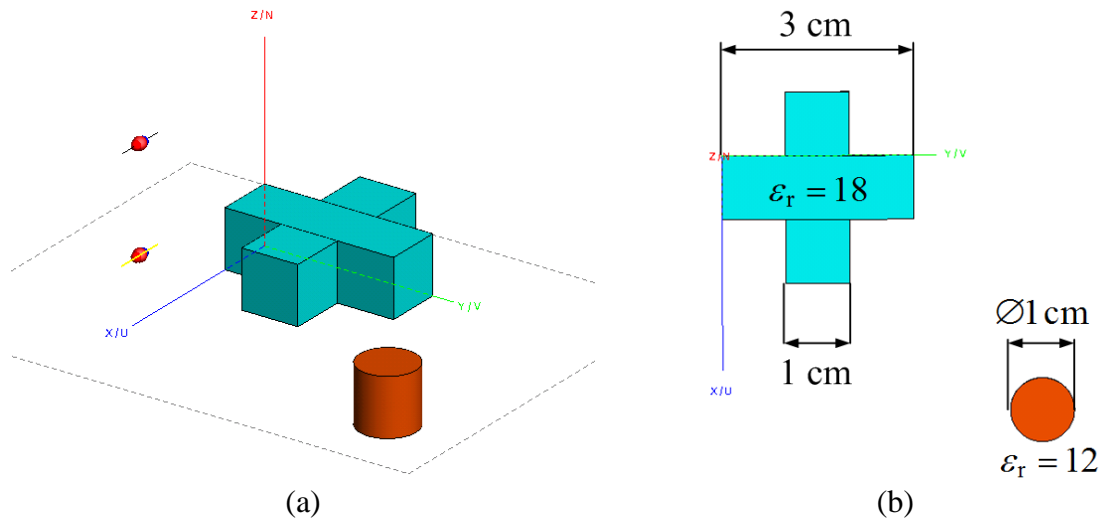 Z/N
X/U
Y/V
(a)
3 cm
Z/N
Y/V
εr = 18
X/U
1 cm
∅1 cm
εr = 12
(b)